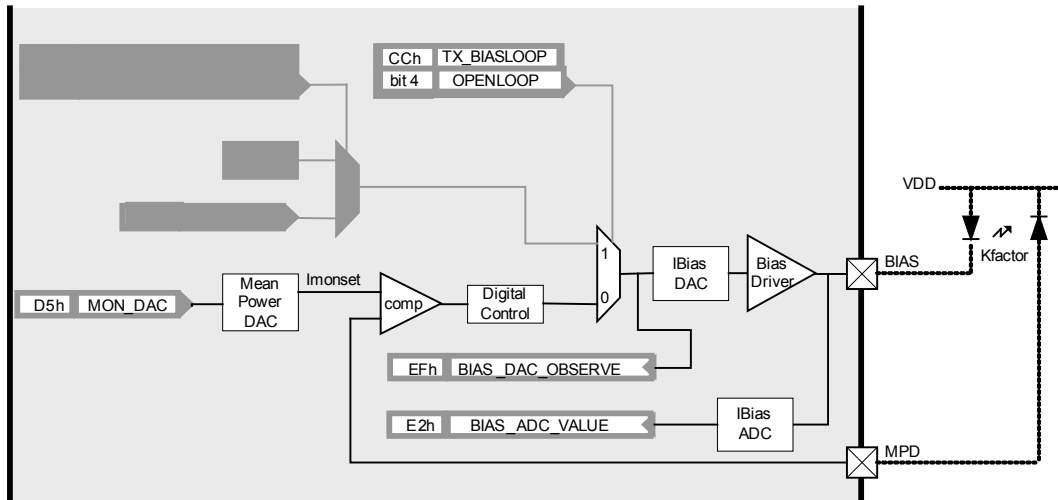 CCh TX_BIASLOOP
bit 4 OPENLOOP
VDD
Kfactor
1
0
IBias
DAC
Bias
Driver
BIAS
D5h MON_DAC
Mean
Power
DAC
Imonset
comp
Digital
Control
EFh BIAS_DAC_OBSERVE
E2h BIAS_ADC_VALUE
IBias
ADC
MPD